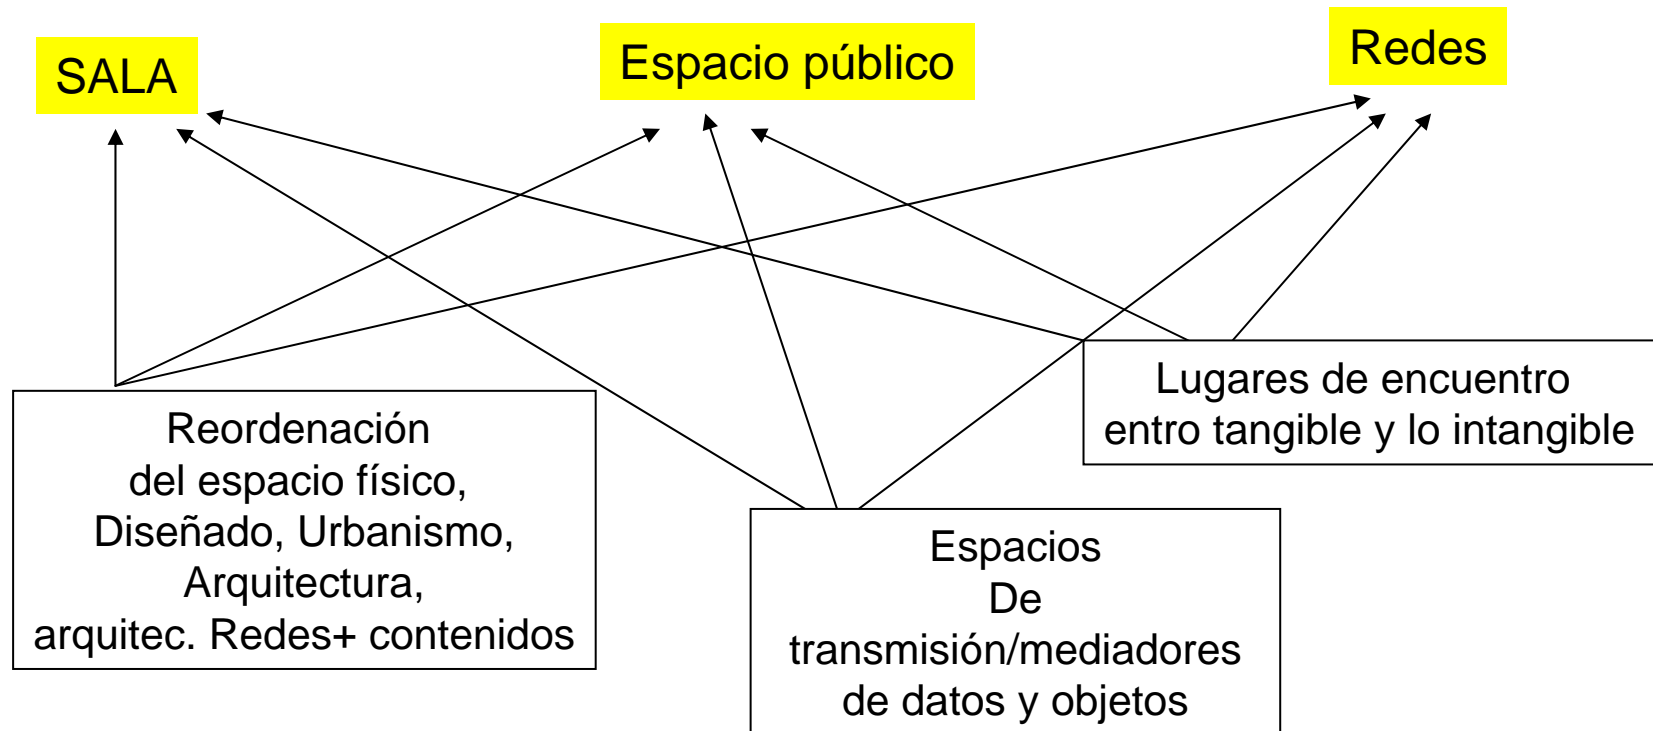 SALA
Espacio público
Redes
Reordenación
del espacio físico,
Diseñado, Urbanismo,
Arquitectura,
arquitec. Redes+ contenidos
Espacios
De
transmisión/mediadores
de datos y objetos
Lugares de encuentro
entro tangible y lo intangible